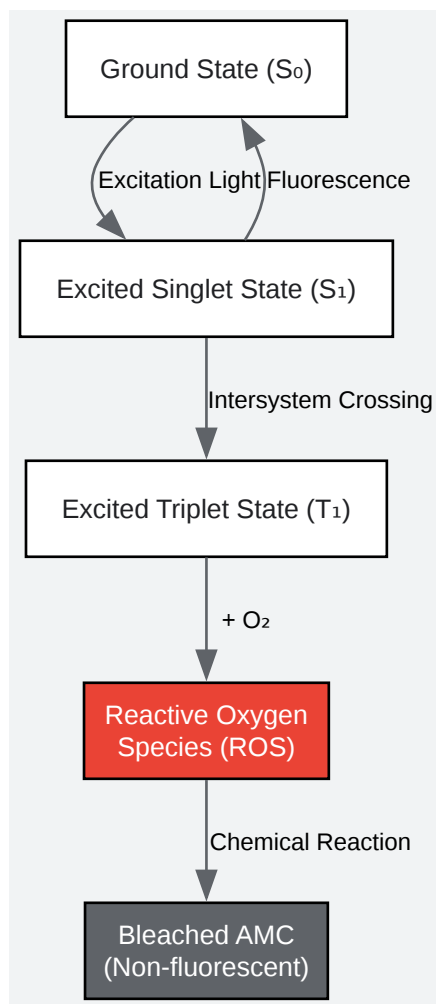 Ground State (S₀)
Excitation Light Fluorescence
Excited Singlet State (S₁)
Intersystem Crossing
Excited Triplet State (T₁)
+ O₂
Reactive Oxygen
Species (ROS)
Chemical Reaction
Bleached AMC
(Non-fluorescent)